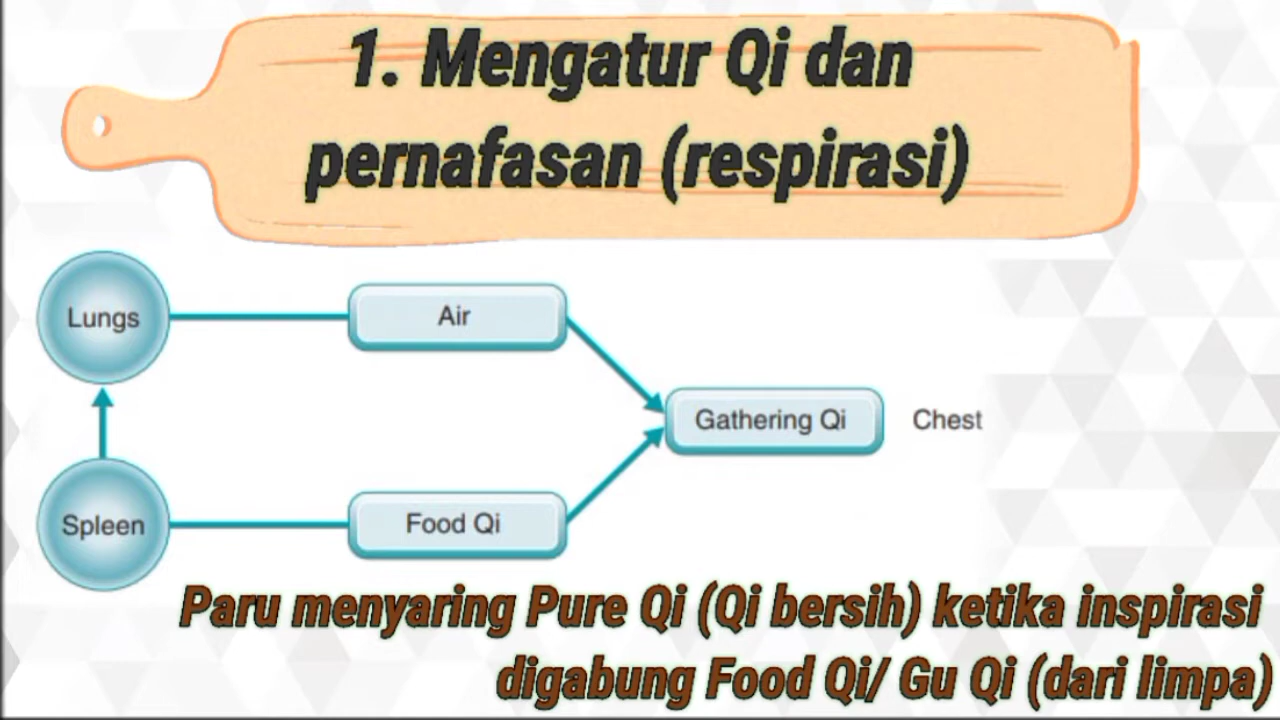 1. Mengatur Qi dan
pernafasan (respirasi)
Lungs
Air
Gathering Qi
Chest
Spleen
Food Qi
Paru menyaring Pure Qi (Qi bersih) ketika inspirasi
digabung Food Qi/ Gu Qi (dari limpa)